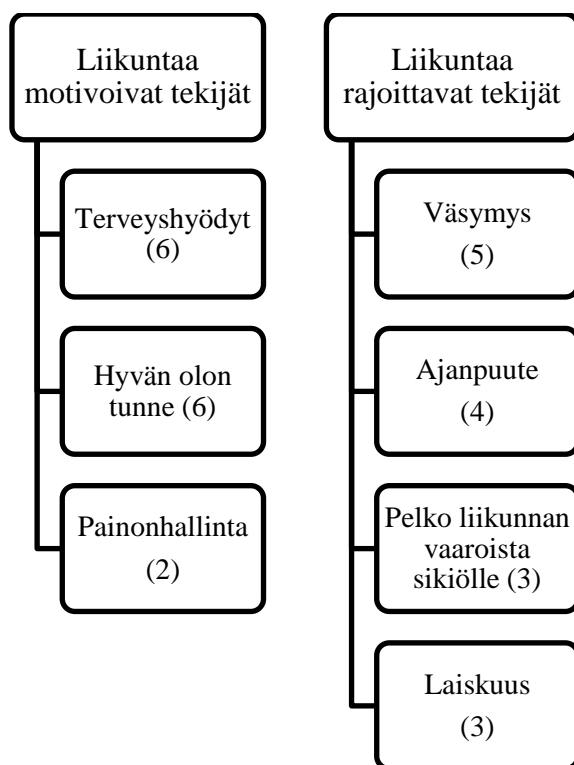 Liikuntaa
motivoivat tekijät
Terveyshyödyt
(6)
Hyvän olon
tunne (6)
Painonhallinta
(2)
Liikuntaa
rajoittavat tekijät
Väsymys
(5)
Ajanpuute
(4)
Pelko liikunnan
vaaroista
sikiölle (3)
Laiskuus
(3)